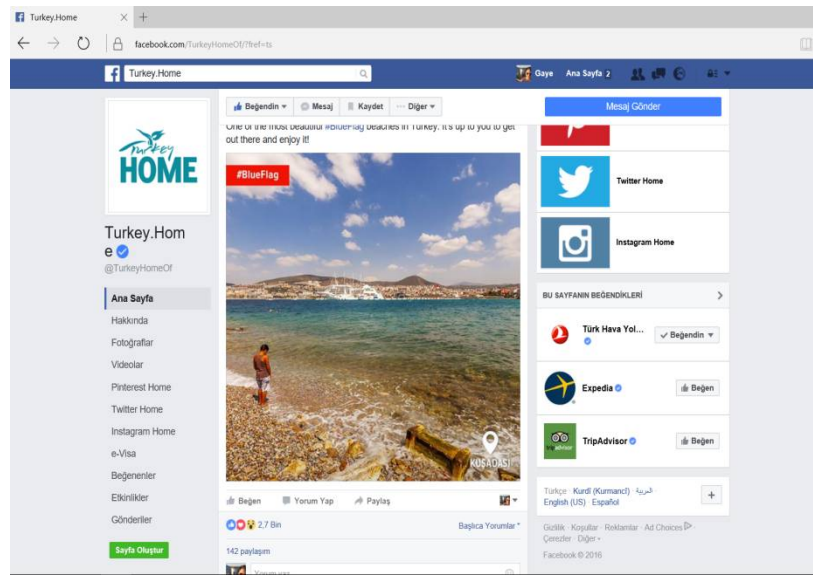 Turkey.Home
facebook.com/TurkeyHomeOf/?fref=ts
Turkey.Home
Gaye Ana Sayfa 2
Beğendin Mesaj Kaydet Diğer
Mesaj Gönder
One of the most beautiful #BlueFlag beaches in Turkey. It's up to you to get
out there and enjoy it!
#BlueFlag
KUŞADASI
Turkey
HOME
Turkey.Hom
e
@TurkeyHomeOf
Ana Sayfa
Hakkında
Fotoğraflar
Videolar
Pinterest Home
Twitter Home
Instagram Home
e-Visa
Beğenenler
Etkinlikler
Gönderiler
Sayfa Oluştur
Beğen Yorum Yap Paylaş
2,7 Bin Başlıca Yorumlar
142 paylaşım
Yorum yaz
Twitter Home
Instagram Home
BU SAYFANIN BEĞENDİKLERİ
Türk Hava Yol...
Beğendin
Expedia
Beğen
TripAdvisor
Beğen
Türkçe · Kurdî (Kurmancî) · العربية ·
English (US) · Español
Gizlilik · Koşullar · Reklamlar · Ad Choices ·
Çerezler · Diğer
Facebook © 2016